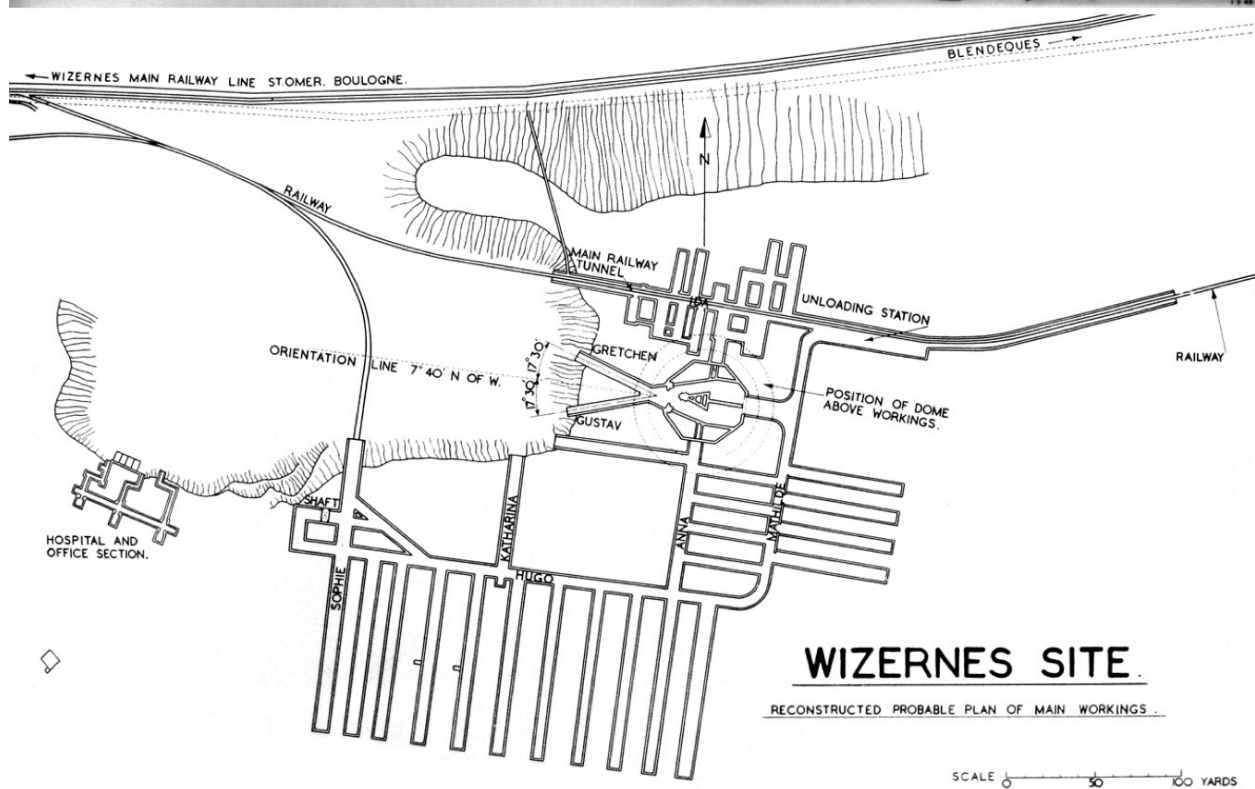 WIZERNES MAIN RAILWAY LINE ST.OMER. BOULOGNE.
BLENDEQUES
N
RAILWAY
MAIN RAILWAY
TUNNEL
IDA
UNLOADING STATION
RAILWAY
ORIENTATION LINE 7° 40' N OF W.
17° 30'
17° 30'
GRETCHEN
GUSTAV
POSITION OF DOME
ABOVE WORKINGS.
HOSPITAL AND
OFFICE SECTION.
SHAFT
SOPHIE
KATHARINA
HUGO
ANNA
MATHILDE
WIZERNES SITE.
RECONSTRUCTED PROBABLE PLAN OF MAIN WORKINGS.
SCALE 0 50 100 YARDS